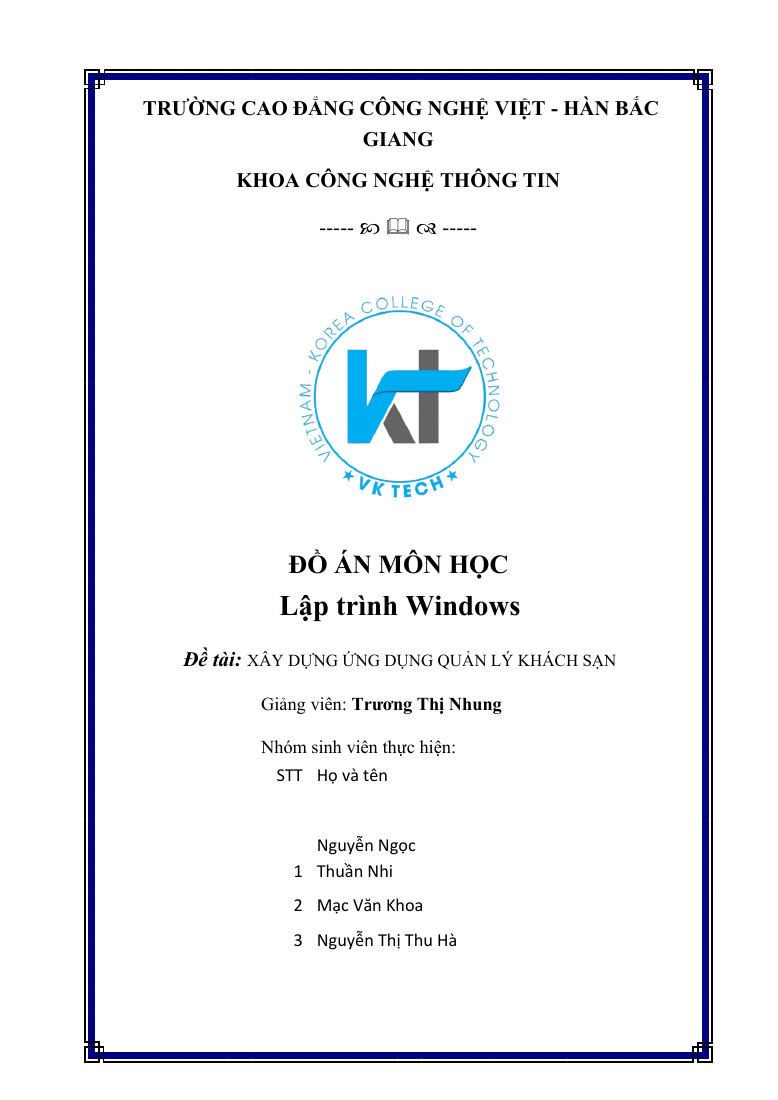 TRƯỜNG CAO ĐẲNG CÔNG NGHỆ VIỆT - HÀN BẮC
GIANG
KHOA CÔNG NGHỆ THÔNG TIN
----- -----
VIETNAM - KOREA COLLEGE OF TECHNOLOGY
VK TECH
ĐỒ ÁN MÔN HỌC
Lập trình Windows
Đề tài: XÂY DỰNG ỨNG DỤNG QUẢN LÝ KHÁCH SẠN
Giảng viên: Trương Thị Nhung
Nhóm sinh viên thực hiện:
STT Họ và tên
Nguyễn Ngọc
1 Thuần Nhi
2 Mạc Văn Khoa
3 Nguyễn Thị Thu Hà